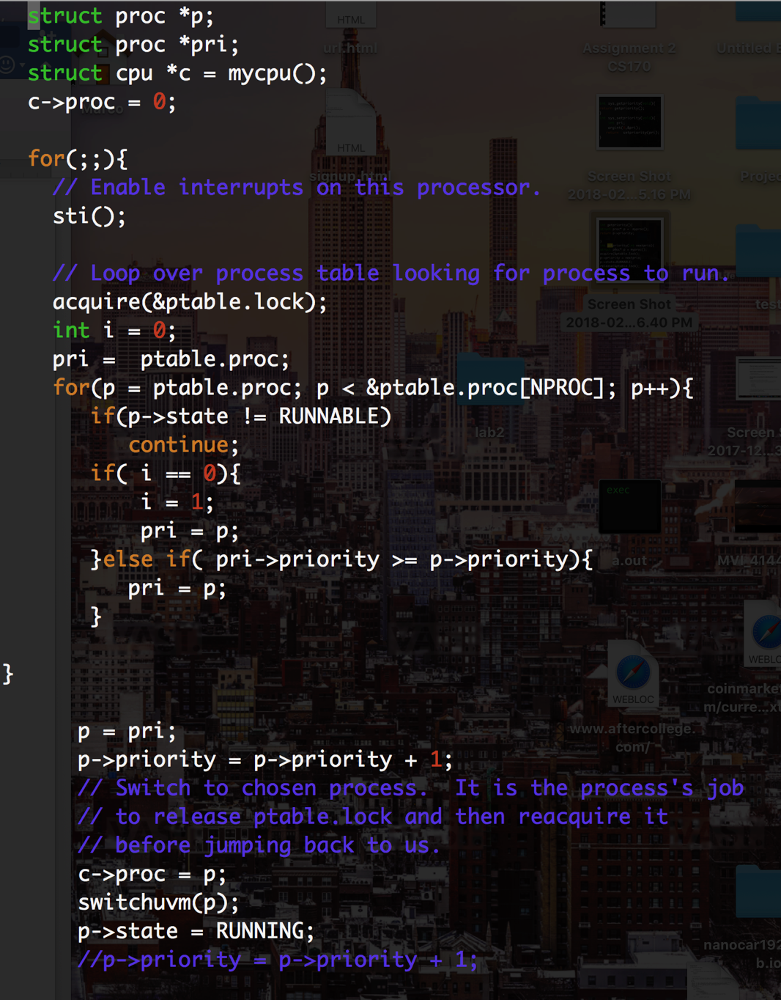 struct proc *p;
struct proc *pri;
struct cpu *c = mycpu();
c->proc = 0;
for(;;){
// Enable interrupts on this processor.
sti();
// Loop over process table looking for process to run.
acquire(&ptable.lock);
int i = 0;
pri =  ptable.proc;
for(p = ptable.proc; p < &ptable.proc[NPROC]; p++){
if(p->state != RUNNABLE)
continue;
if( i == 0){
i = 1;
pri = p;
}else if( pri->priority >= p->priority){
pri = p;
}
}
p = pri;
p->priority = p->priority + 1;
// Switch to chosen process.  It is the process's job
// to release ptable.lock and then reacquire it
// before jumping back to us.
c->proc = p;
switchuvm(p);
p->state = RUNNING;
//p->priority = p->priority + 1;
HTML
url.html
Assignment 2
CS170
Untitled
HTML
signup.html
Screen Shot
2018-02...5.16 PM
Screen Shot
2018-02...6.40 PM
test
lab2
Screen
2017-12...3
exec
a.out
MVI_4144
WEBLOC
www.aftercollege.
com/
WEBLOC
coinmarke
m/curre...x
nanocar192
b.io